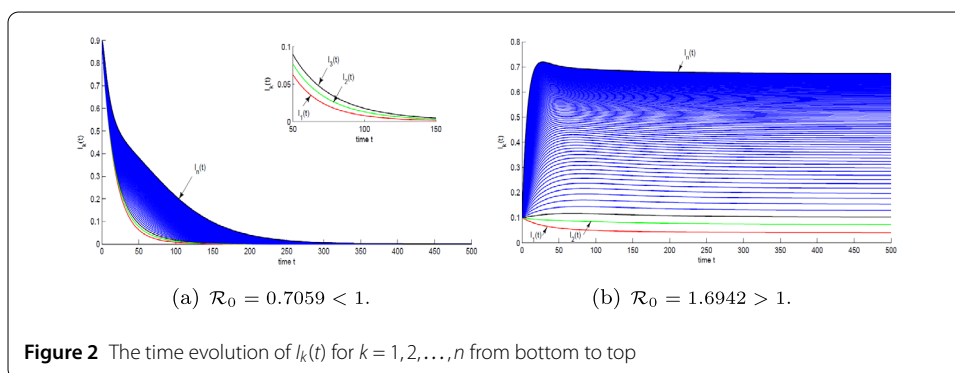 0.9
0.8
0.7
0.6
0.5
0.4
0.3
0.2
0.1
0
I_k(t)
0 50 100 150 200 250 300 350 400 450 500
time t
I_n(t)
0.1
0.05
0
I_k(t)
50 100 150
time t
I_3(t)
I_2(t)
I_1(t)
0.8
0.7
0.6
0.5
0.4
0.3
0.2
0.1
0
I_k(t)
0 50 100 150 200 250 300 350 400 450 500
time t
I_n(t)
I_1(t)
I_2(t)
(a) R_0 = 0.7059 < 1.
(b) R_0 = 1.6942 > 1.
Figure 2 The time evolution of I_k(t) for k = 1, 2, . . . , n from bottom to top